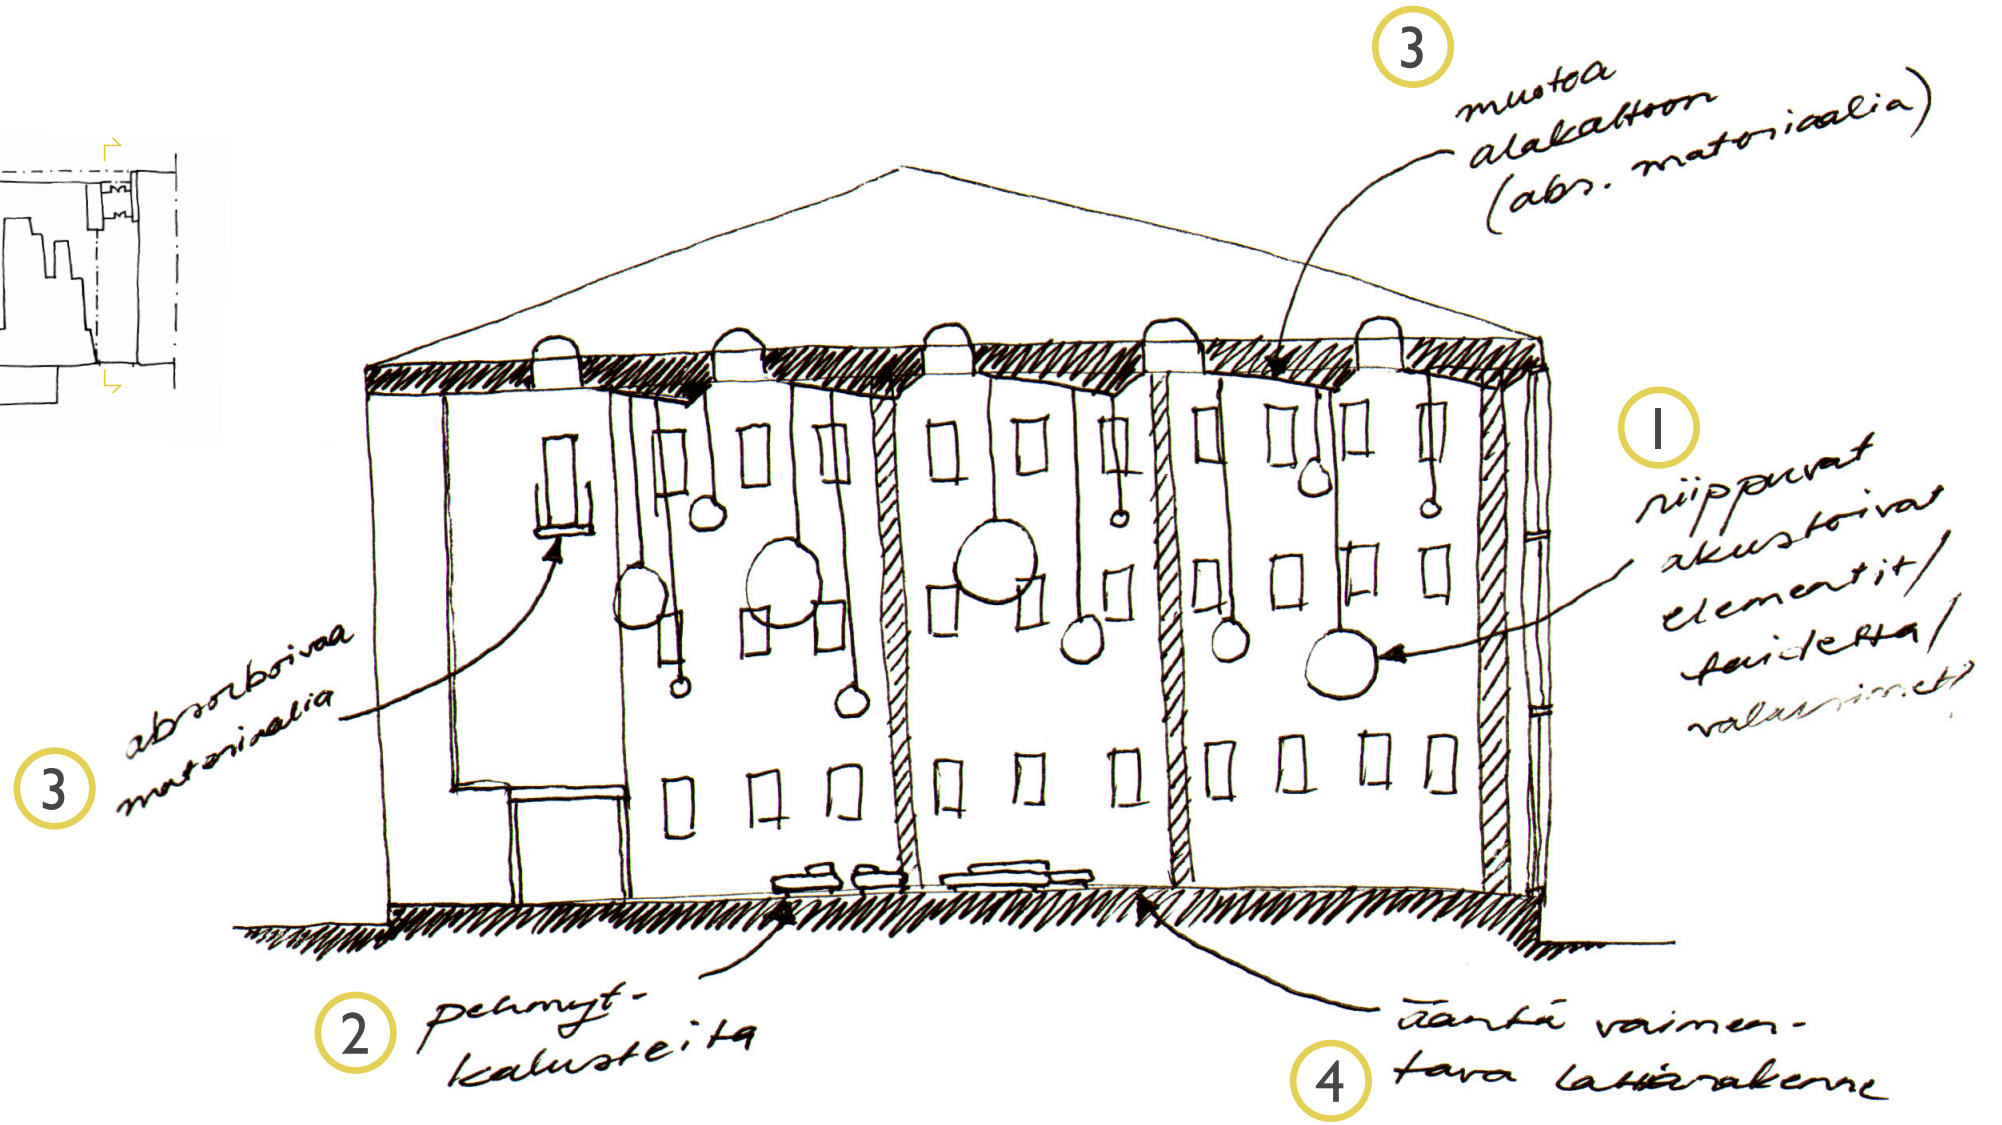 3
muotoa
alakattoon
(abs. materiaalia)
1
riippuvat
akustoivat
elementit/
taidetta/
valaisimet/
absorboivaa
materiaalia
3
2
pehmyt-
kalusteita
ääntä vaimen-
4
tava lattiarakenne